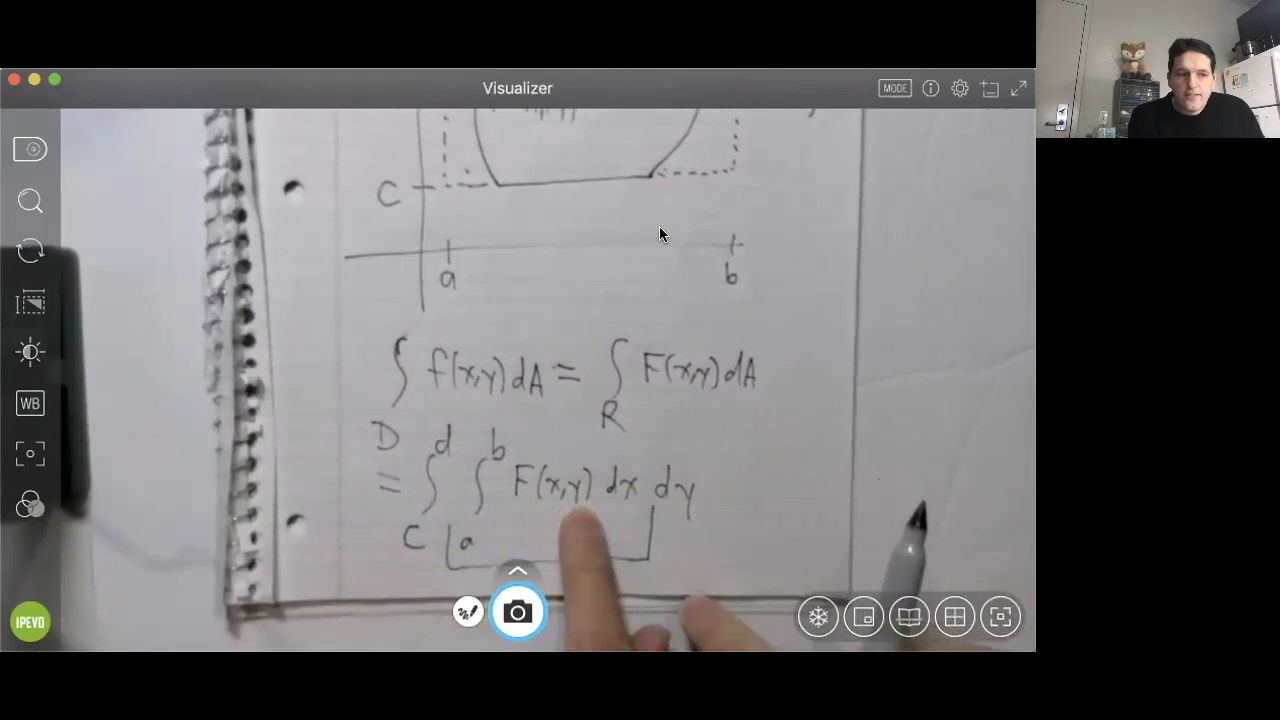 Visualizer
MODE
C
a
b
∫ f(x,y) dA = ∫ F(x,y) dA
D R
= ∫ d ∫ b F(x,y) dx dy
C a
WB
IPEVO